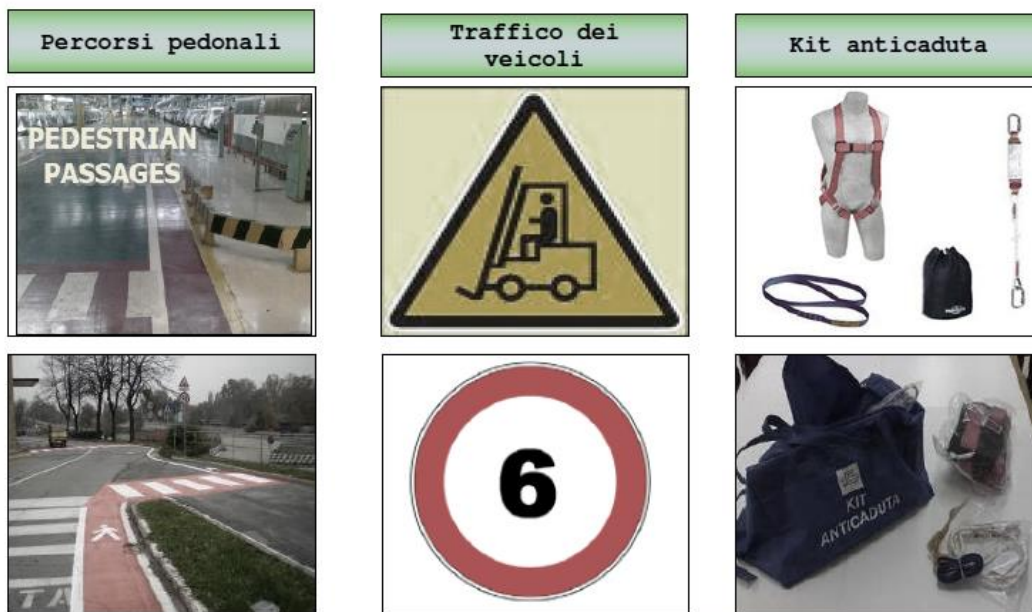 Percorsi pedonali
Traffico dei
veicoli
Kit anticaduta
PEDESTRIAN
PASSAGES
6
KIT
ANTICADUTA